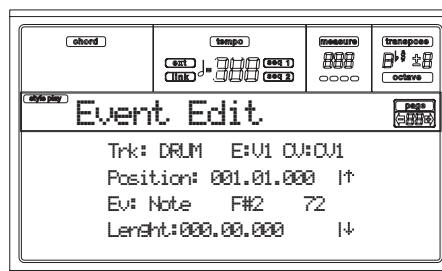 chord tempo measure transpose
ext seq 1
link seq 2
octave
style play
Event Edit
page
Trk: DRUM E:V1 CV:CV1
Position: 001.01.000 |↑
Ev: Note F#2 72
Lenght:000.00.000 |↓